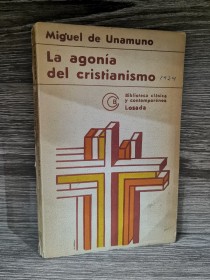 Miguel de Unamuno
La agonía
del cristianismo 1924
Biblioteca clásica
y contemporánea
Losada